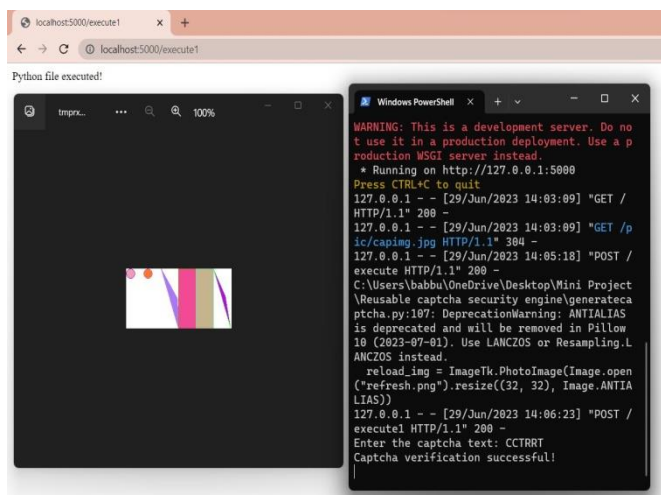 localhost:5000/execute1
localhost:5000/execute1
Python file executed!
tmprx...
100%
Windows PowerShell
WARNING: This is a development server. Do no
t use it in a production deployment. Use a p
roduction WSGI server instead.
* Running on http://127.0.0.1:5000
Press CTRL+C to quit
127.0.0.1 - - [29/Jun/2023 14:03:09] "GET /
HTTP/1.1" 200 -
127.0.0.1 - - [29/Jun/2023 14:03:09] "GET /p
ic/capimg.jpg HTTP/1.1" 304 -
127.0.0.1 - - [29/Jun/2023 14:05:18] "POST /
execute HTTP/1.1" 200 -
C:\Users\babbu\OneDrive\Desktop\Mini Project
\Reusable captcha security engine\generateca
ptcha.py:107: DeprecationWarning: ANTIALIAS
is deprecated and will be removed in Pillow
10 (2023-07-01). Use LANCZOS or Resampling.L
ANCZOS instead.
reload_img = ImageTk.PhotoImage(Image.open
("refresh.png").resize((32, 32), Image.ANTIA
LIAS))
127.0.0.1 - - [29/Jun/2023 14:06:23] "POST /
execute1 HTTP/1.1" 200 -
Enter the captcha text: CCTRRT
Captcha verification successful!